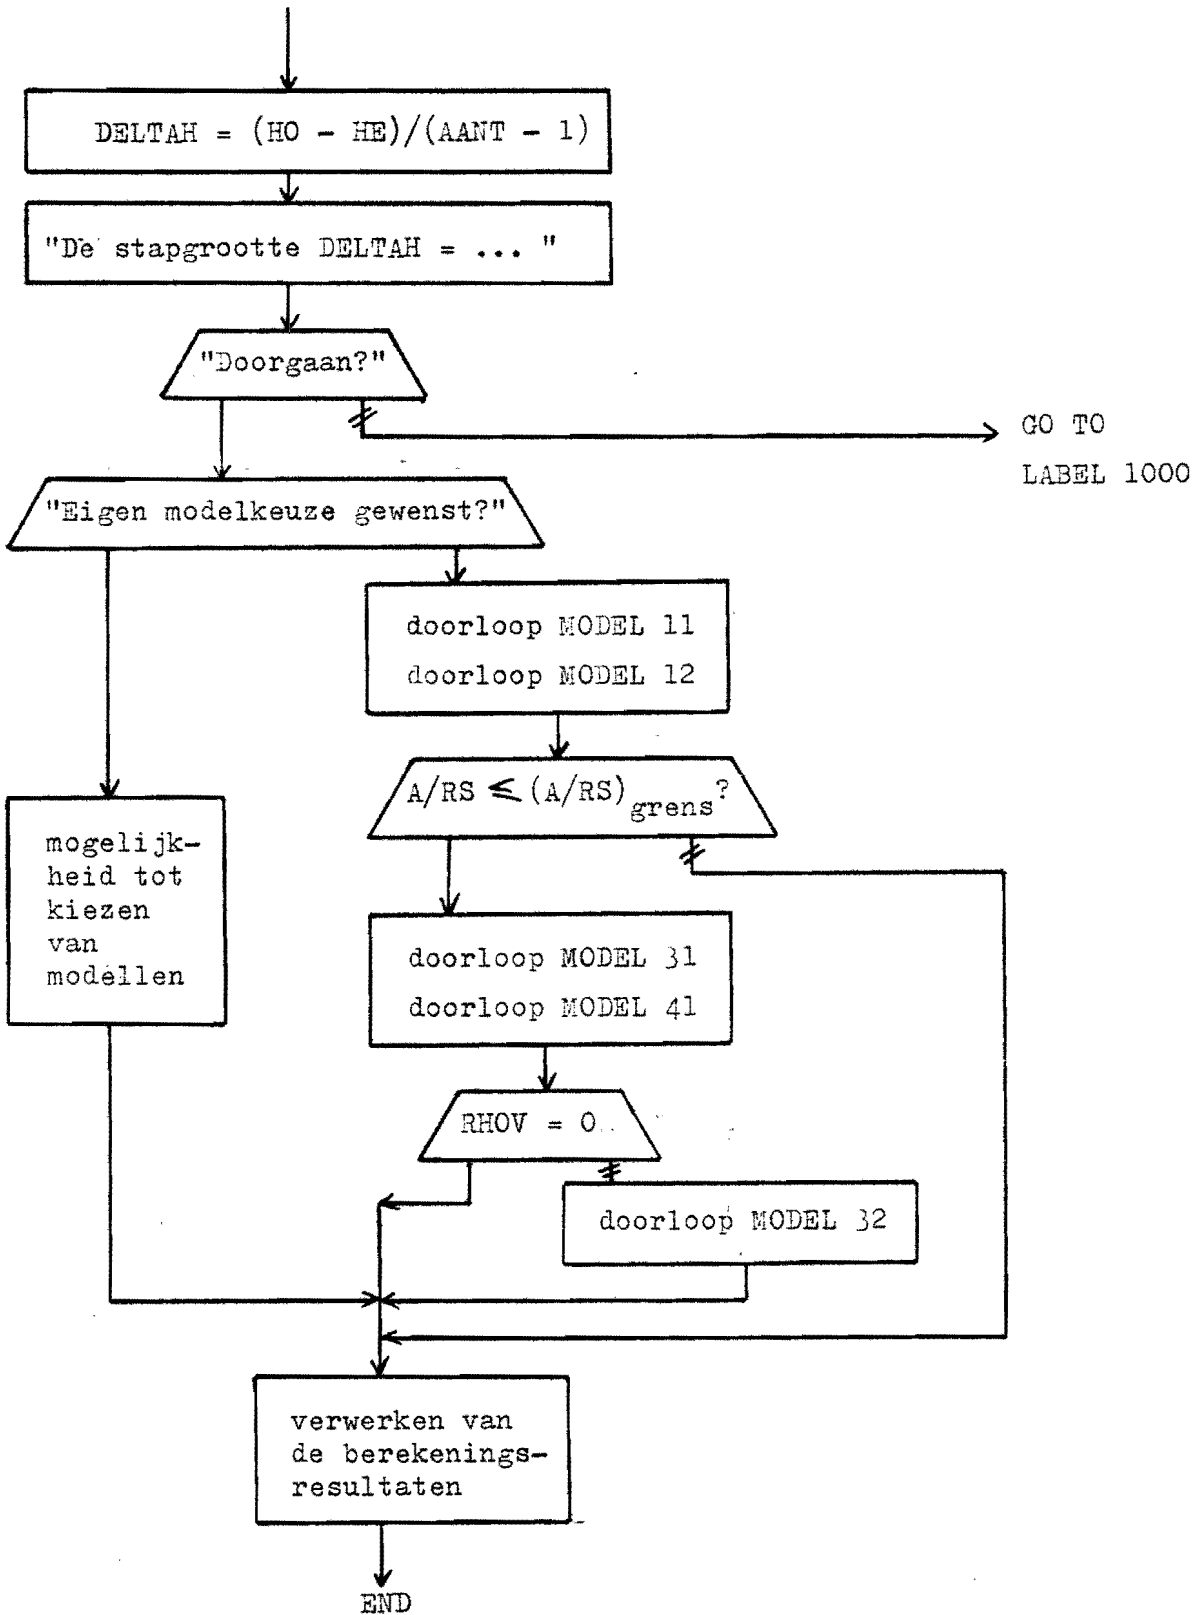 DELTAH = (HO - HE)/(AANT - 1)
"De stapgrootte DELTAH = ... "
"Doorgaan?"
GO TO
LABEL 1000
"Eigen modelkeuze gewenst?"
doorloop MODEL 11
doorloop MODEL 12
A/RS ≤ (A/RS)grens?
mogelijk-
heid tot
kiezen
van
modellen
doorloop MODEL 31
doorloop MODEL 41
RHOV = 0
doorloop MODEL 32
verwerken van
de berekenings-
resultaten
END